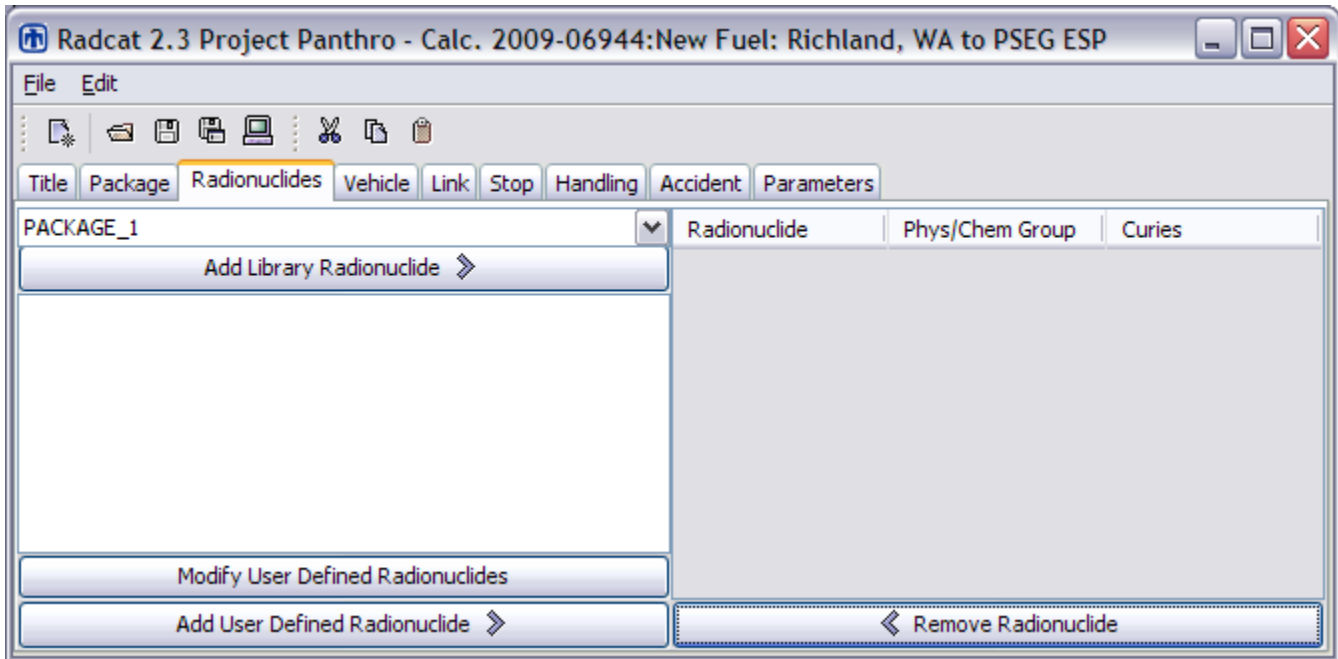 Radcat 2.3 Project Panthro - Calc. 2009-06944:New Fuel: Richland, WA to PSEG ESP
File Edit
Title Package Radionuclides Vehicle Link Stop Handling Accident Parameters
PACKAGE_1
Radionuclide Phys/Chem Group Curies
Add Library Radionuclide
Modify User Defined Radionuclides
Add User Defined Radionuclide
Remove Radionuclide